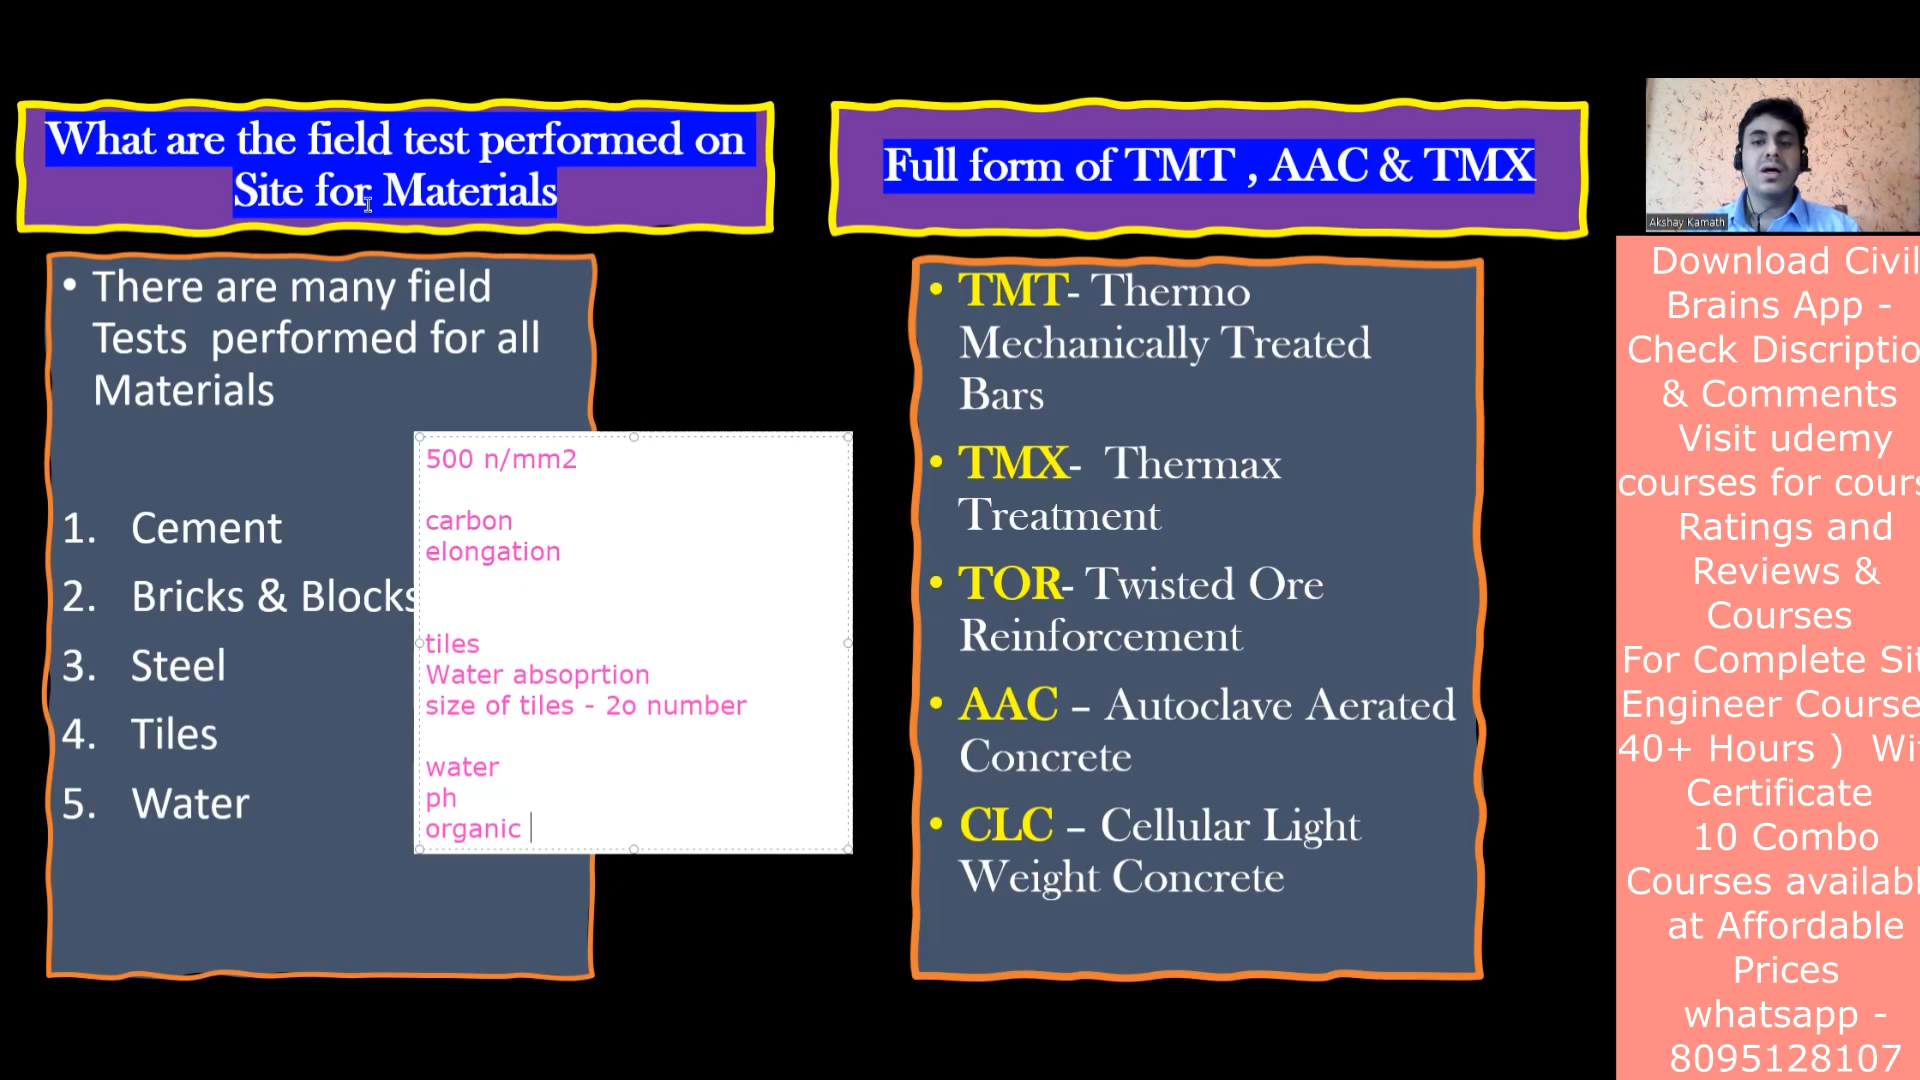 What are the field test performed on
Site for Materials
• There are many field
Tests performed for all
Materials
1. Cement
2. Bricks & Blocks
3. Steel
4. Tiles
5. Water
500 n/mm2
carbon
elongation
tiles
Water absoprtion
size of tiles - 2o number
water
ph
organic
Full form of TMT , AAC & TMX
• TMT- Thermo
Mechanically Treated
Bars
• TMX- Thermax
Treatment
• TOR- Twisted Ore
Reinforcement
• AAC – Autoclave Aerated
Concrete
• CLC – Cellular Light
Weight Concrete
Akshay Kamath
Download Civil
Brains App -
Check Discriptio
& Comments
Visit udemy
courses for cours
Ratings and
Reviews &
Courses
For Complete Sit
Engineer Course
40+ Hours ) Wit
Certificate
10 Combo
Courses availabl
at Affordable
Prices
whatsapp -
8095128107